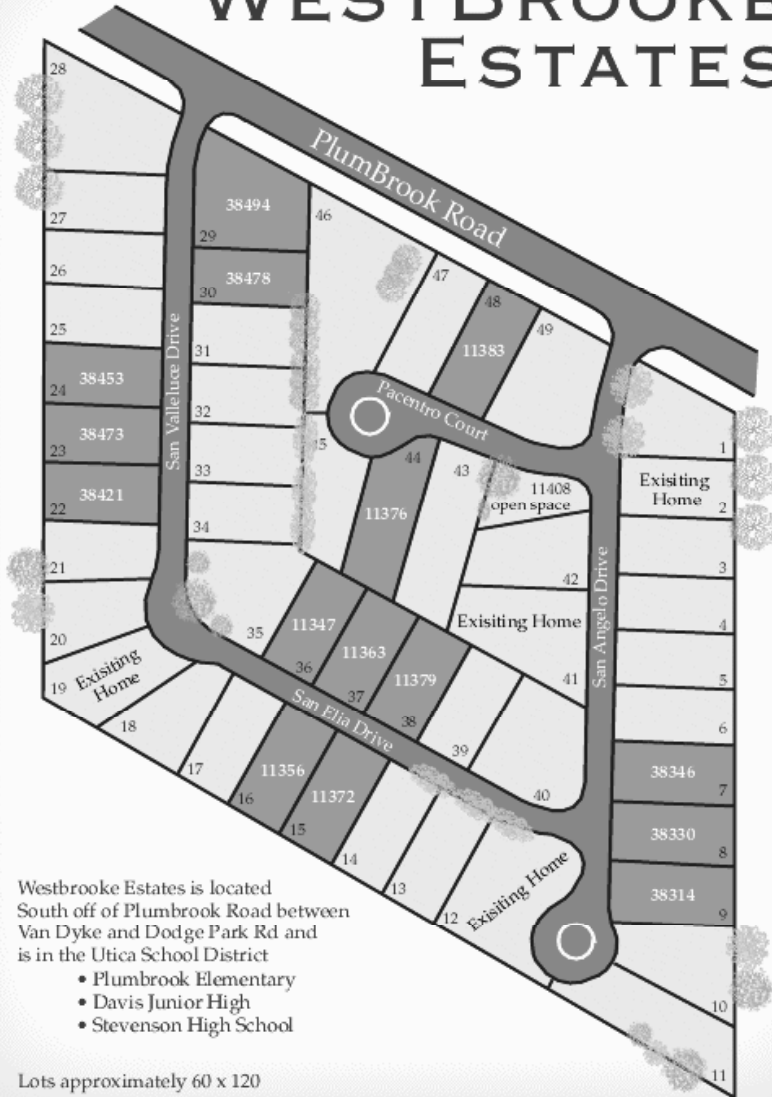 WESTBROOKE
ESTATES
PlumBrook Road
28
27
26
25
24
38453
23
38473
22
38421
21
20
19
Exisiting
Home
18
17
San Valleluce Drive
38494
29
38478
30
31
32
33
34
35
46
47
48
11383
49
Pacentro Court
44
11376
43
11408
open space
42
Exisiting Home
41
San Angelo Drive
1
Exisiting
Home
2
3
4
5
6
38346
7
38330
8
38314
9
10
11
11347
36
11363
37
11379
38
39
40
San Elia Drive
11356
16
11372
15
14
13
12
Exisiting Home
Westbrooke Estates is located
South off of Plumbrook Road between
Van Dyke and Dodge Park Rd and
is in the Utica School District
• Plumbrook Elementary
• Davis Junior High
• Stevenson High School
Lots approximately 60 x 120